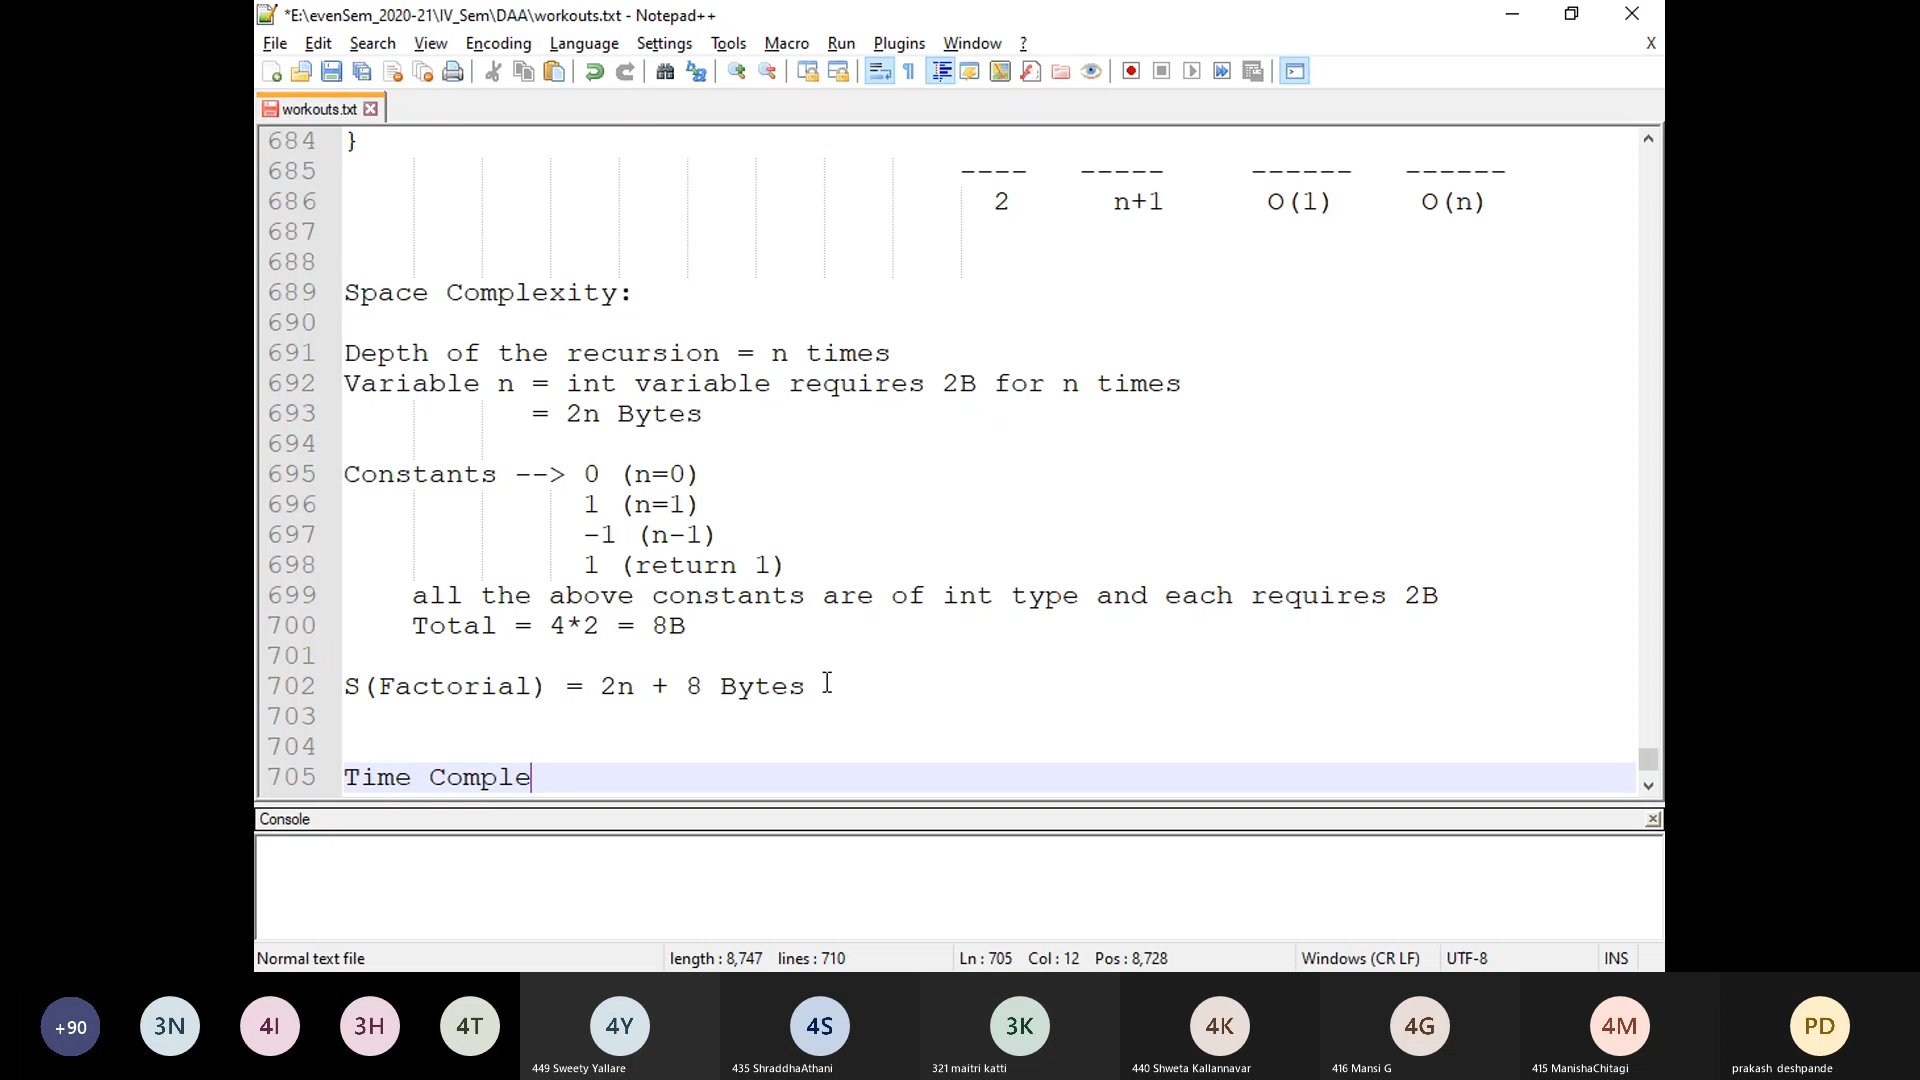 *E:\evenSem_2020-21\IV_Sem\DAA\workouts.txt - Notepad++
File Edit Search View Encoding Language Settings Tools Macro Run Plugins Window ? X
workouts.txt
684 }
685 ---- ----- ------ ------
686 2 n+1 O(1) O(n)
687
688
689 Space Complexity:
690
691 Depth of the recursion = n times
692 Variable n = int variable requires 2B for n times
693 = 2n Bytes
694
695 Constants --> 0 (n=0)
696 1 (n=1)
697 -1 (n-1)
698 1 (return 1)
699 all the above constants are of int type and each requires 2B
700 Total = 4*2 = 8B
701
702 S(Factorial) = 2n + 8 Bytes
703
704
705 Time Comple
Console
Normal text file length : 8,747 lines : 710 Ln : 705 Col : 12 Pos : 8,728 Windows (CR LF) UTF-8 INS
+90 3N 4I 3H 4T 4Y 4S 3K 4K 4G 4M PD
449 Sweety Yallare 435 ShraddhaAthani 321 maitri katti 440 Shweta Kallannavar 416 Mansi G 415 ManishaChitagi prakash deshpande